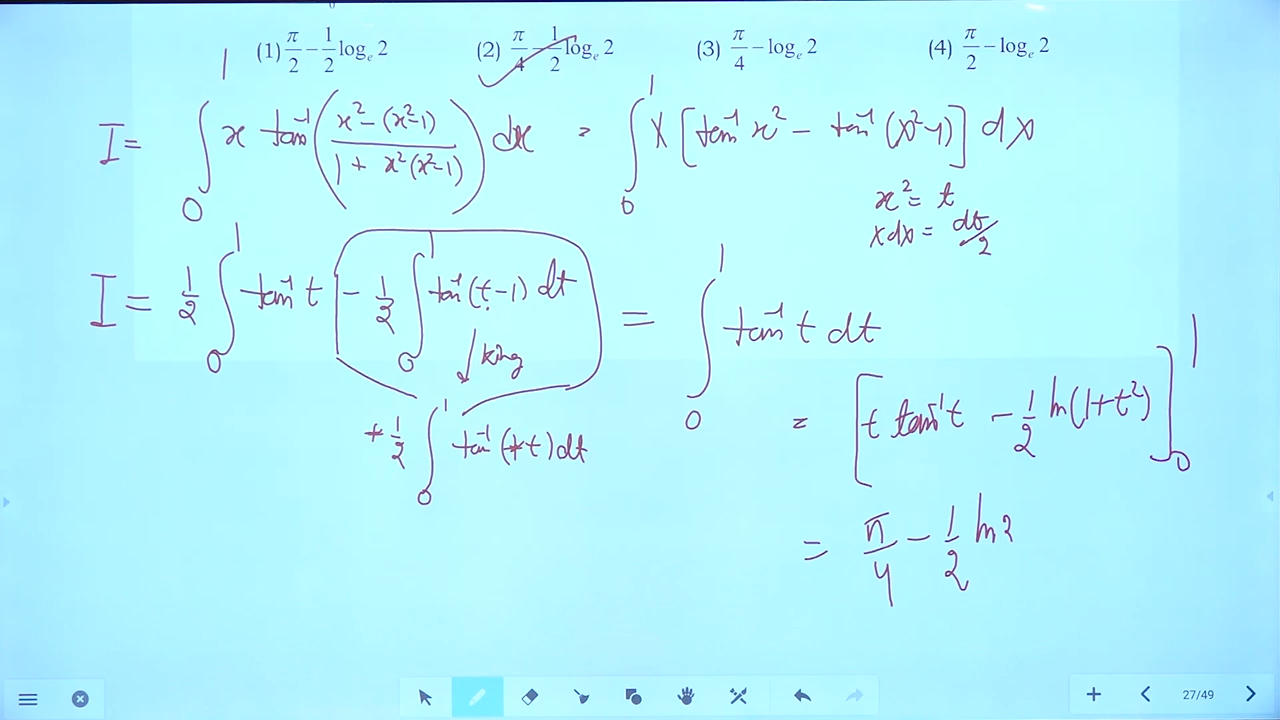 (1) π/2 − 1/2 logₑ 2 (2) π/4 − 1/2 logₑ 2 (3) π/4 − logₑ 2 (4) π/2 − logₑ 2
I = ∫₀¹ x tan⁻¹( (x² − (x²−1)) / (1 + x²(x²−1)) ) dx = ∫₀¹ x [tan⁻¹ x² − tan⁻¹ (x²−1)] dx
x² = t
x dx = dt/2
I = 1/2 ∫₀¹ tan⁻¹ t − 1/2 ∫₀¹ tan⁻¹ (t−1) dt = ∫₀¹ tan⁻¹ t dt
↓ king
+ 1/2 ∫₀¹ tan⁻¹ (+t) dt
= [t tan⁻¹ t − 1/2 ln(1+t²)]₀¹
= π/4 − 1/2 ln 2
27/49